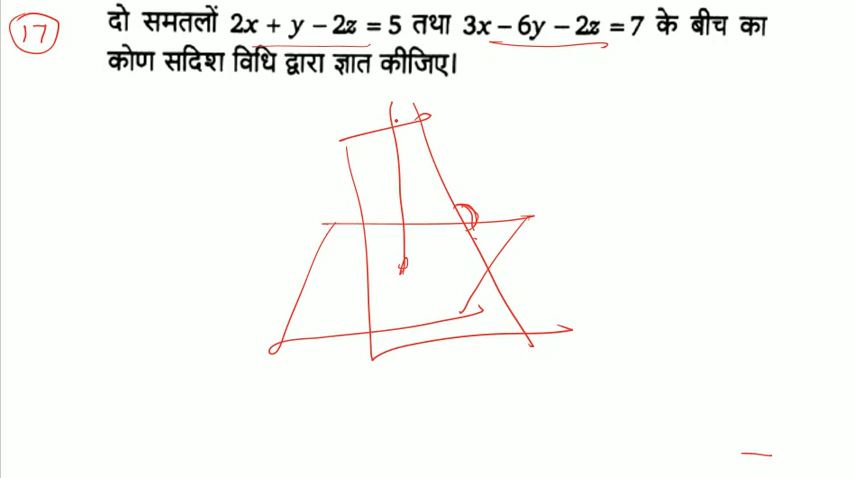 17
दो समतलों 2x + y − 2z = 5 तथा 3x − 6y − 2z = 7 के बीच का
कोण सदिश विधि द्वारा ज्ञात कीजिए।